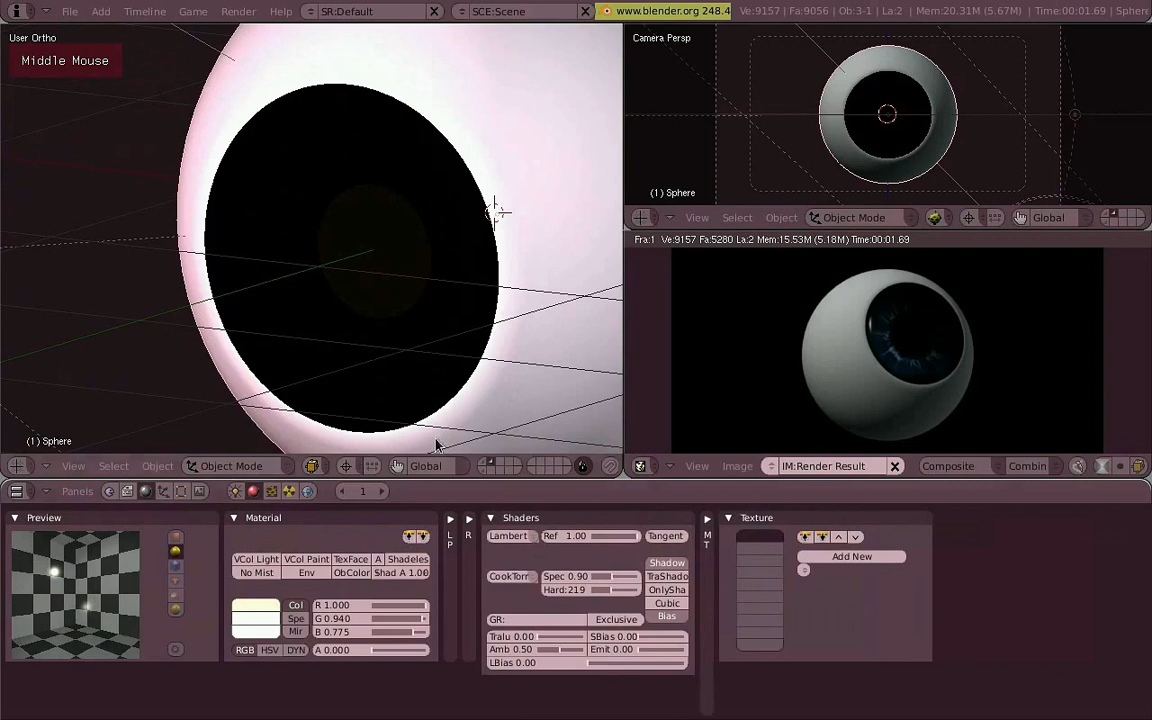 File Add Timeline Game Render Help SR:Default SCE:Scene www.blender.org 248.4 Ve:9157 | Fa:9056 | Ob:3-1 | La:2 | Mem:20.31M (5.67M) | Time:00:01.69 | Sphere
User Ortho
Middle Mouse
(1) Sphere
View Select Object Object Mode Global
Camera Persp
(1) Sphere
View Select Object Object Mode Global
Fra:1 Ve:9157 Fa:5280 La:2 Mem:15.53M (5.18M) Time:00:01.69
View Image IM:Render Result Composite Combin
Panels 1
Preview
Material
VCol Light VCol Paint TexFace A Shadeles
No Mist Env ObColor Shad A 1.00
Col R 1.000
Spe G 0.940
Mir B 0.775
RGB HSV DYN A 0.000
L
P
R
Shaders
Lambert Ref 1.00 Tangent
Shadow
CookTorr Spec 0.90 TraShado
Hard:219 OnlySha
Cubic
GR: Exclusive Bias
Tralu 0.00 SBias 0.00
Amb 0.50 Emit 0.00
LBias 0.00
M
T
Texture
Add New